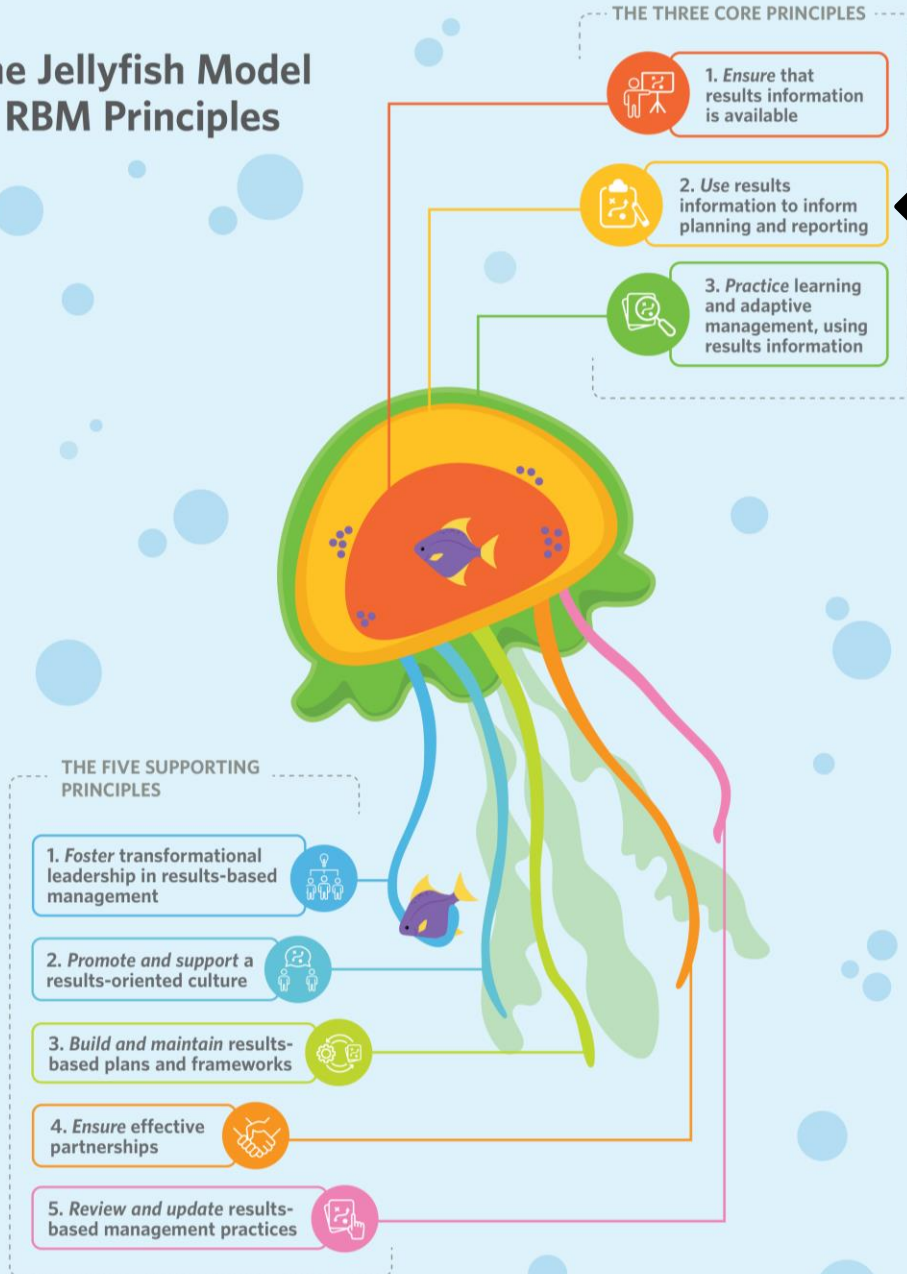 Jellyfish Model
RBM Principles
THE THREE CORE PRINCIPLES
1. Ensure that
results information
is available
2. Use results
information to inform
planning and reporting
3. Practice learning
and adaptive
management, using
results information
THE FIVE SUPPORTING
PRINCIPLES
1. Foster transformational
leadership in results-based
management
2. Promote and support a
results-oriented culture
3. Build and maintain results-
based plans and frameworks
4. Ensure effective
partnerships
5. Review and update results-
based management practices